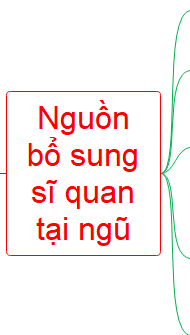 Nguồn
bổ sung
sĩ quan
tại ngũ